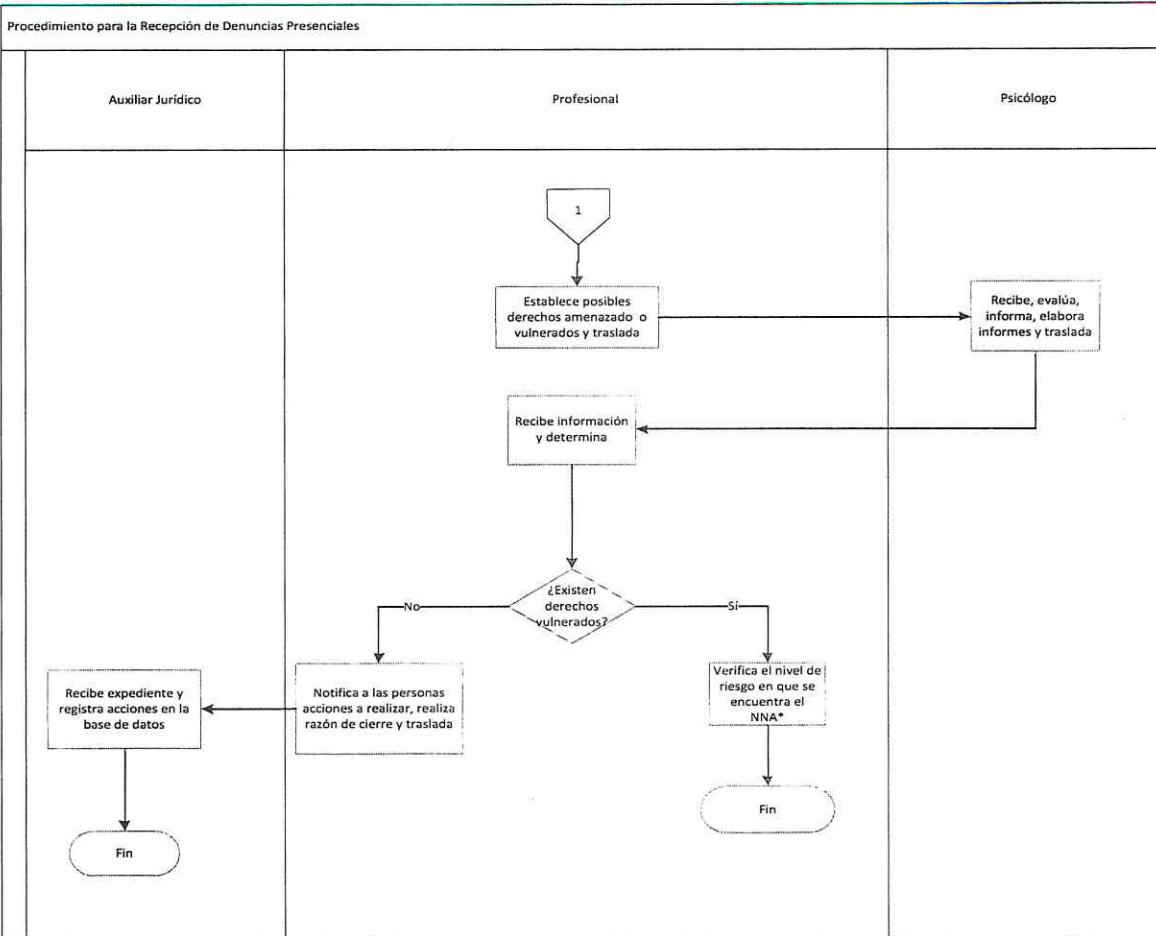 Procedimiento para la Recepción de Denuncias Presenciales
Auxiliar Jurídico
Profesional
Psicólogo
1
Establece posibles
derechos amenazado o
vulnerados y traslada
Recibe, evalúa,
informa, elabora
informes y traslada
Recibe información
y determina
¿Existen
derechos
vulnerados?
No
Sí
Recibe expediente y
registra acciones en la
base de datos
Notifica a las personas
acciones a realizar, realiza
razón de cierre y traslada
Verifica el nivel de
riesgo en que se
encuentra el
NNA*
Fin
Fin